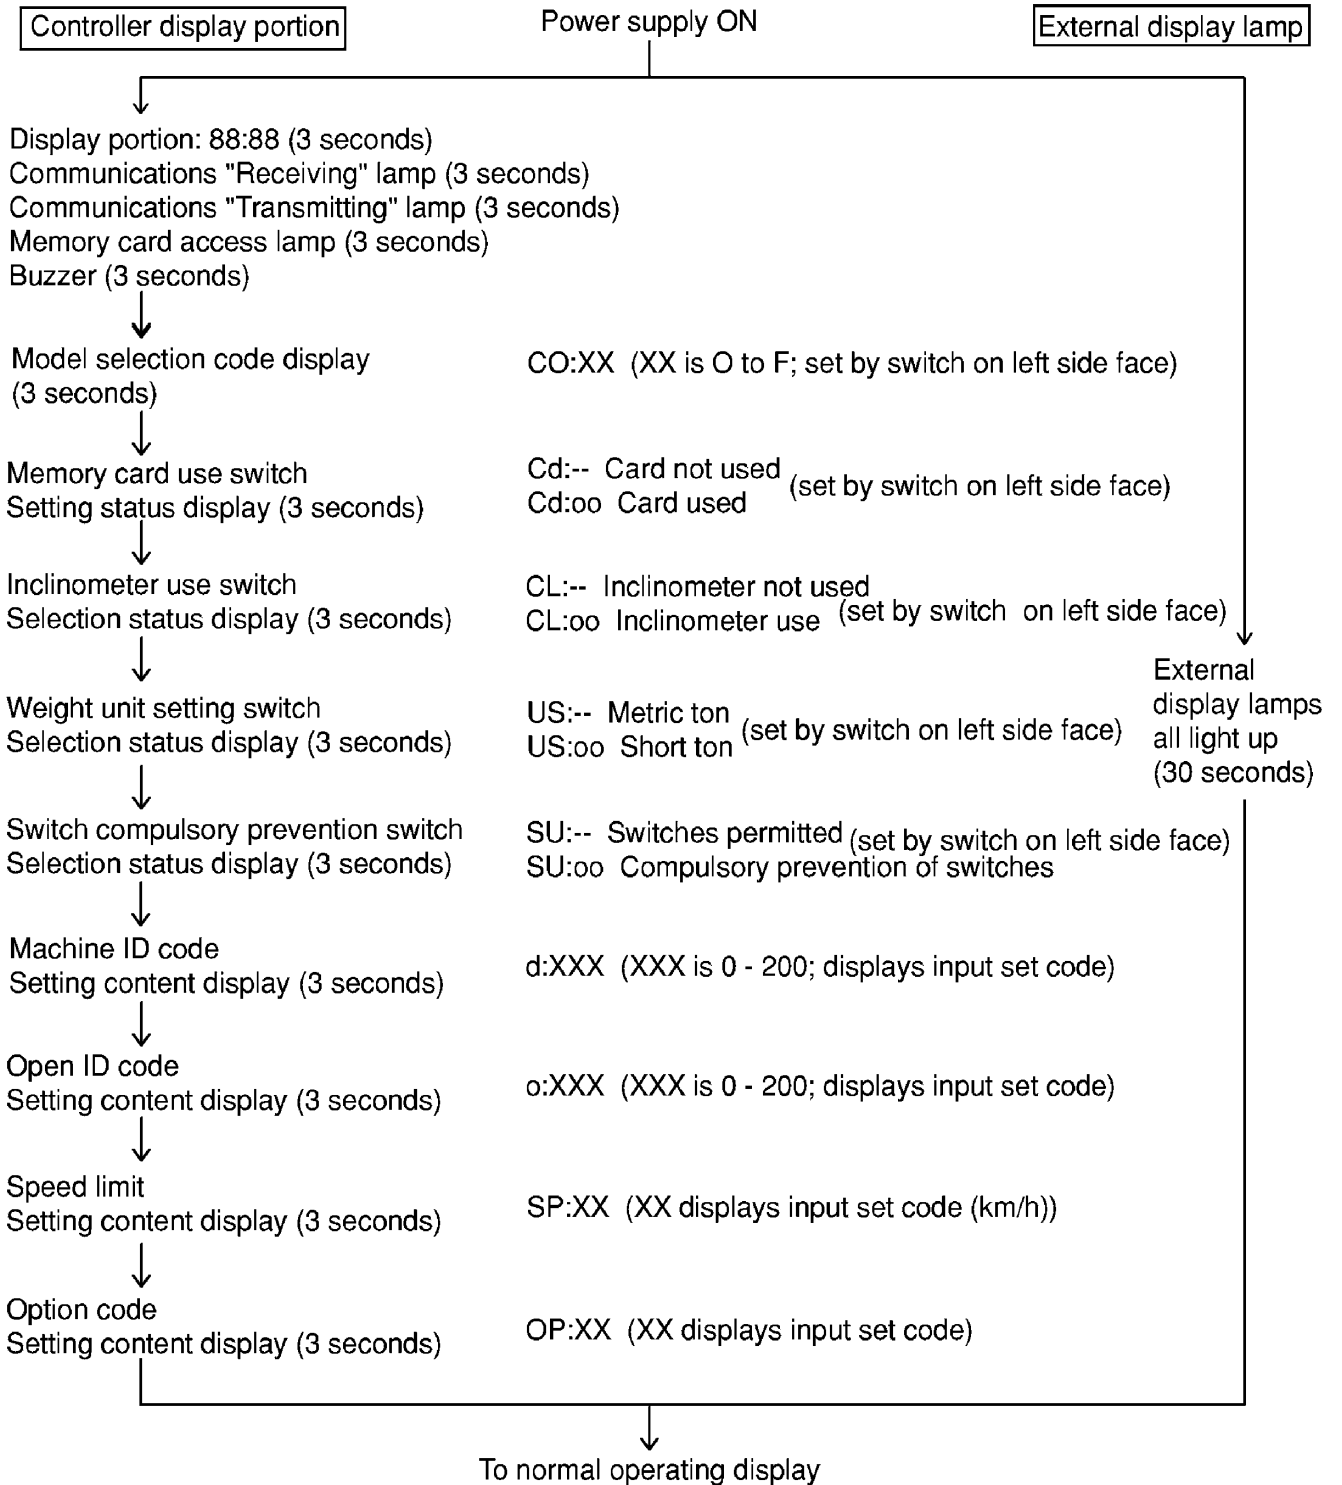 Controller display portion
Power supply ON
External display lamp
Display portion: 88:88 (3 seconds)
Communications "Receiving" lamp (3 seconds)
Communications "Transmitting" lamp (3 seconds)
Memory card access lamp (3 seconds)
Buzzer (3 seconds)
Model selection code display
(3 seconds)
CO:XX (XX is O to F; set by switch on left side face)
Memory card use switch
Setting status display (3 seconds)
Cd:-- Card not used
Cd:oo Card used
(set by switch on left side face)
Inclinometer use switch
Selection status display (3 seconds)
CL:-- Inclinometer not used
CL:oo Inclinometer use
(set by switch on left side face)
Weight unit setting switch
Selection status display (3 seconds)
US:-- Metric ton
US:oo Short ton
(set by switch on left side face)
External
display lamps
all light up
(30 seconds)
Switch compulsory prevention switch
Selection status display (3 seconds)
SU:-- Switches permitted (set by switch on left side face)
SU:oo Compulsory prevention of switches
Machine ID code
Setting content display (3 seconds)
d:XXX (XXX is 0 - 200; displays input set code)
Open ID code
Setting content display (3 seconds)
o:XXX (XXX is 0 - 200; displays input set code)
Speed limit
Setting content display (3 seconds)
SP:XX (XX displays input set code (km/h))
Option code
Setting content display (3 seconds)
OP:XX (XX displays input set code)
To normal operating display